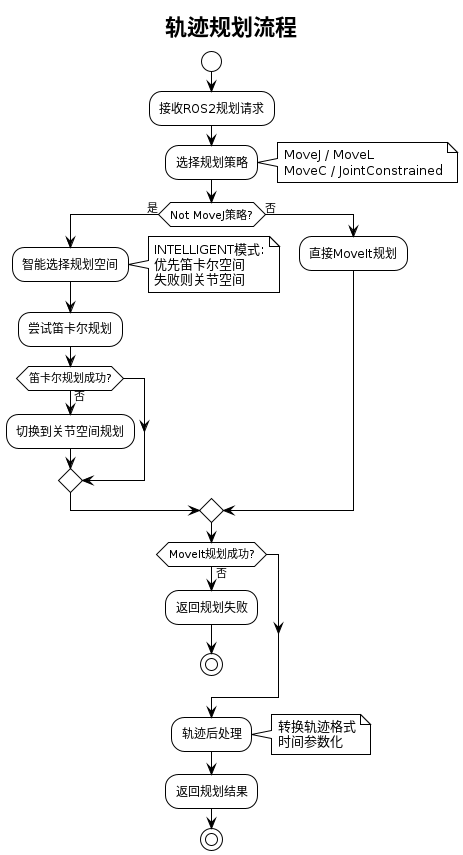 轨迹规划流程
接收ROS2规划请求
选择规划策略
MoveJ / MoveL
MoveC / JointConstrained
是
Not MoveJ策略?
否
智能选择规划空间
INTELLIGENT模式:
优先笛卡尔空间
失败则关节空间
直接MoveIt规划
尝试笛卡尔规划
笛卡尔规划成功?
否
切换到关节空间规划
MoveIt规划成功?
否
返回规划失败
轨迹后处理
转换轨迹格式
时间参数化
返回规划结果